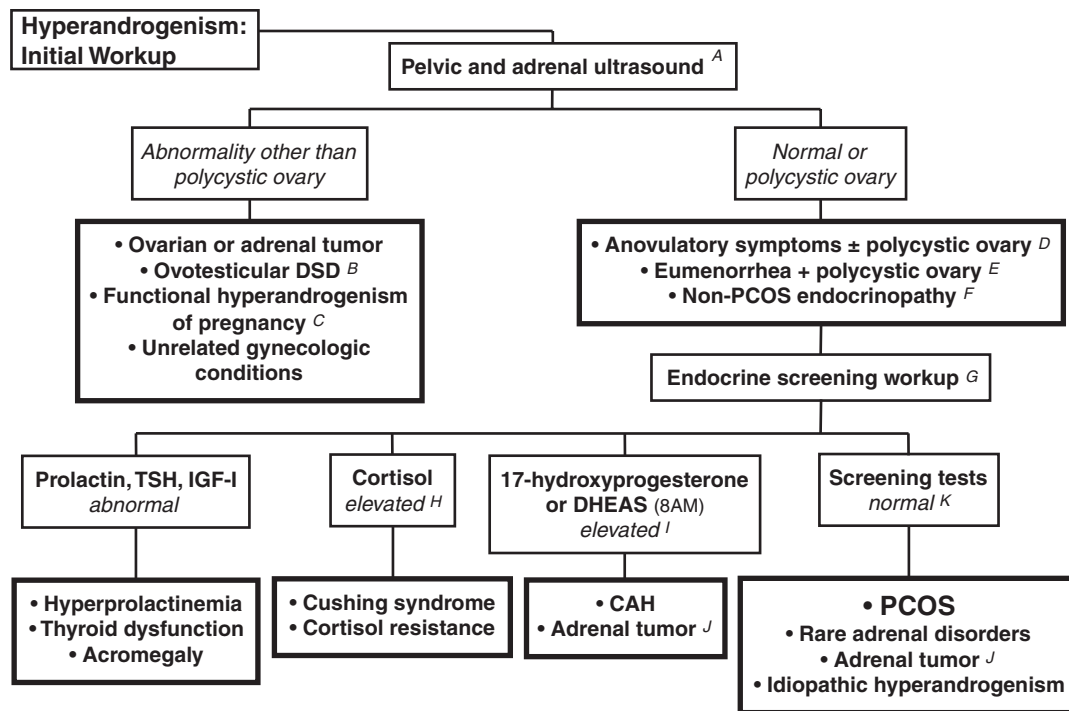 Hyperandrogenism:
Initial Workup
Pelvic and adrenal ultrasound A
Abnormality other than
polycystic ovary
Normal or
polycystic ovary
• Ovarian or adrenal tumor
• Ovotesticular DSD B
• Functional hyperandrogenism
of pregnancy C
• Unrelated gynecologic
conditions
• Anovulatory symptoms ± polycystic ovary D
• Eumenorrhea + polycystic ovary E
• Non-PCOS endocrinopathy F
Endocrine screening workup G
Prolactin, TSH, IGF-I
abnormal
Cortisol
elevated H
17-hydroxyprogesterone
or DHEAS (8AM)
elevated I
Screening tests
normal K
• Hyperprolactinemia
• Thyroid dysfunction
• Acromegaly
• Cushing syndrome
• Cortisol resistance
• CAH
• Adrenal tumor J
• PCOS
• Rare adrenal disorders
• Adrenal tumor J
• Idiopathic hyperandrogenism